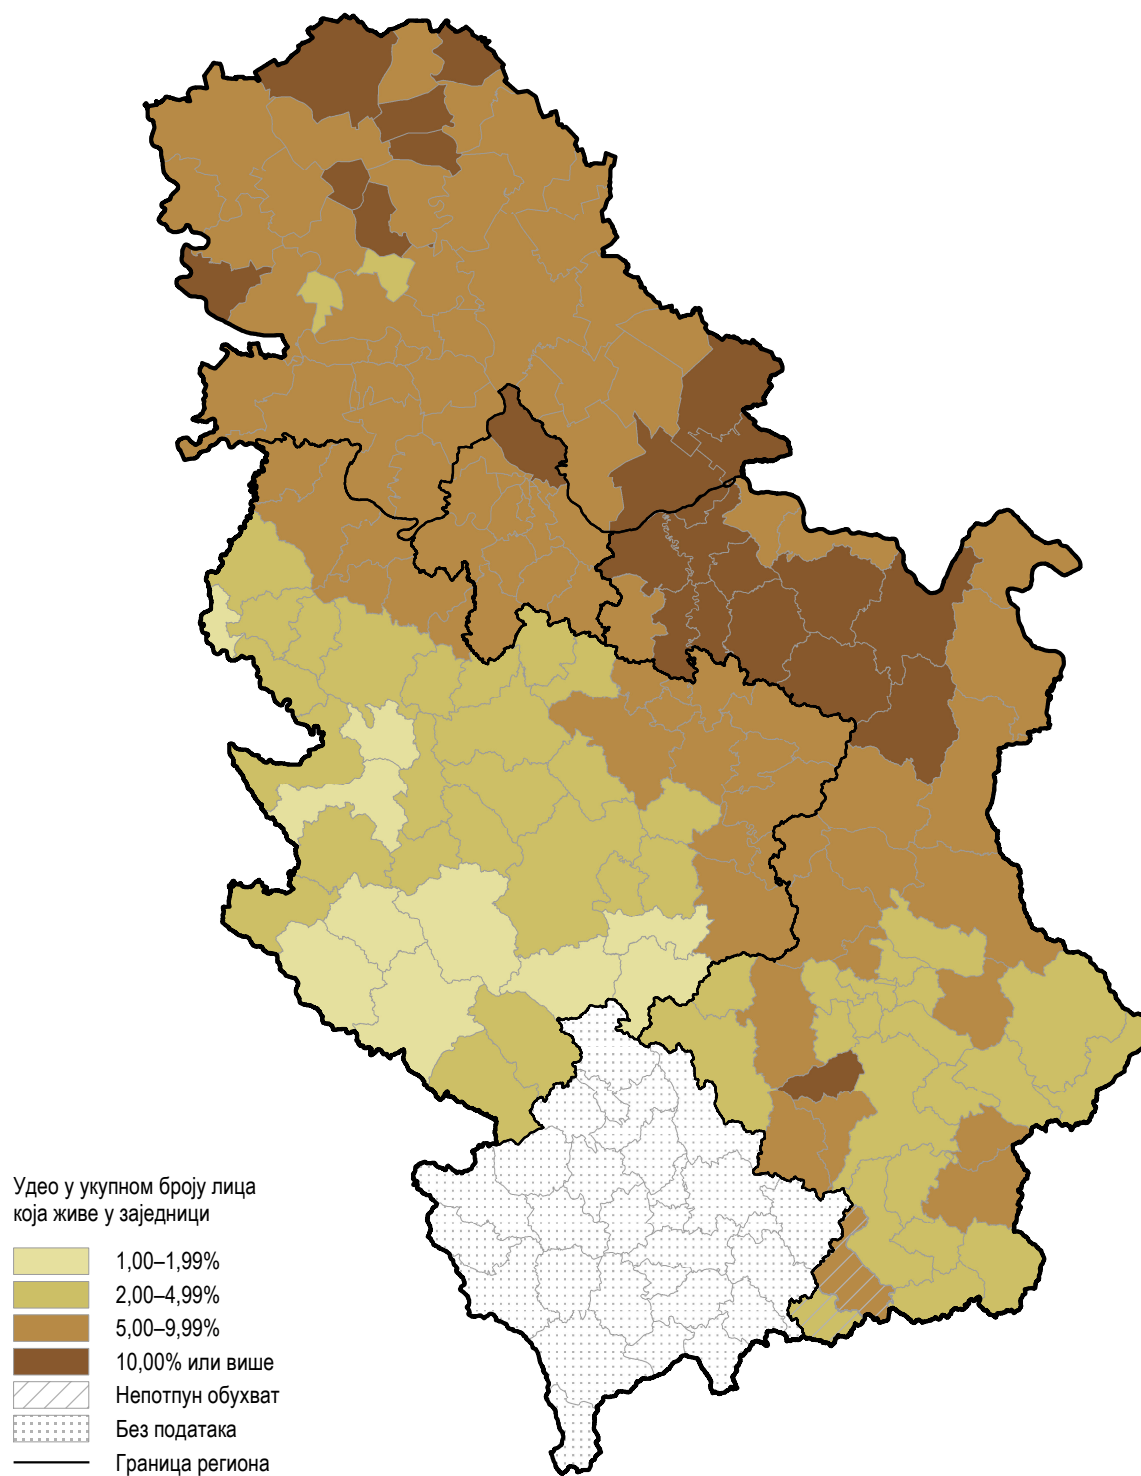 Удео у укупном броју лица
која живе у заједници
1,00–1,99%
2,00–4,99%
5,00–9,99%
10,00% или више
Непотпун обухват
Без података
Граница региона